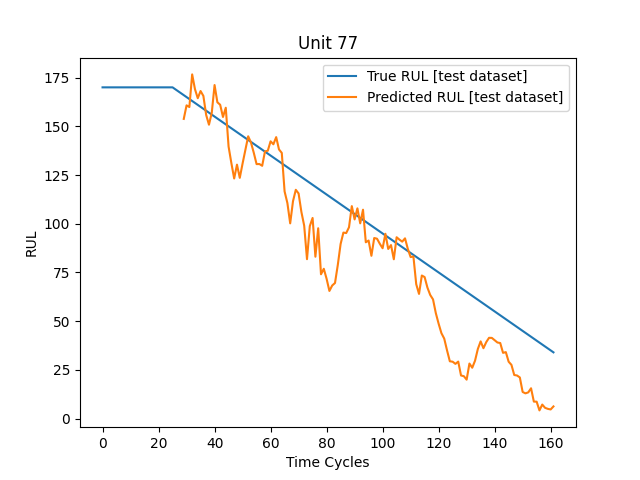 Unit 77
True RUL [test dataset]
Predicted RUL [test dataset]
175
150
125
100
75
50
25
0
RUL
0 20 40 60 80 100 120 140 160
Time Cycles